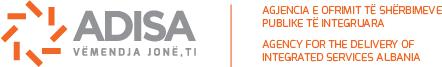 ADISA
VËMENDJA JONË, TI
AGJENCIA E OFRIMIT TË SHËRBIMEVE
PUBLIKE TË INTEGRUARA
AGENCY FOR THE DELIVERY OF
INTEGRATED SERVICES ALBANIA